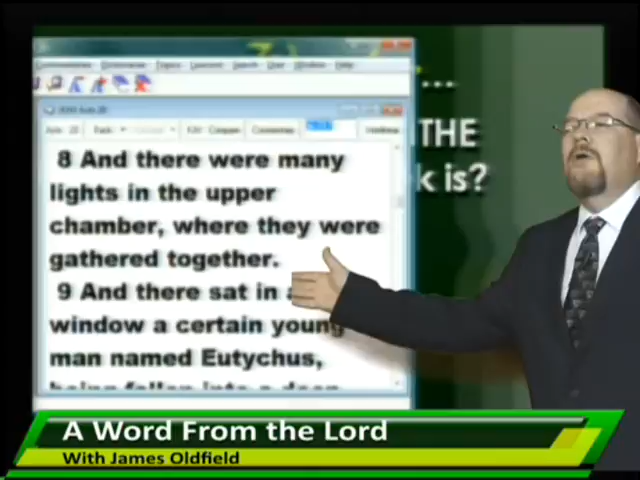 THE
k is?
8 And there were many
lights in the upper
chamber, where they were
gathered together.
9 And there sat in
window a certain young
man named Eutychus,
A Word From the Lord
With James Oldfield